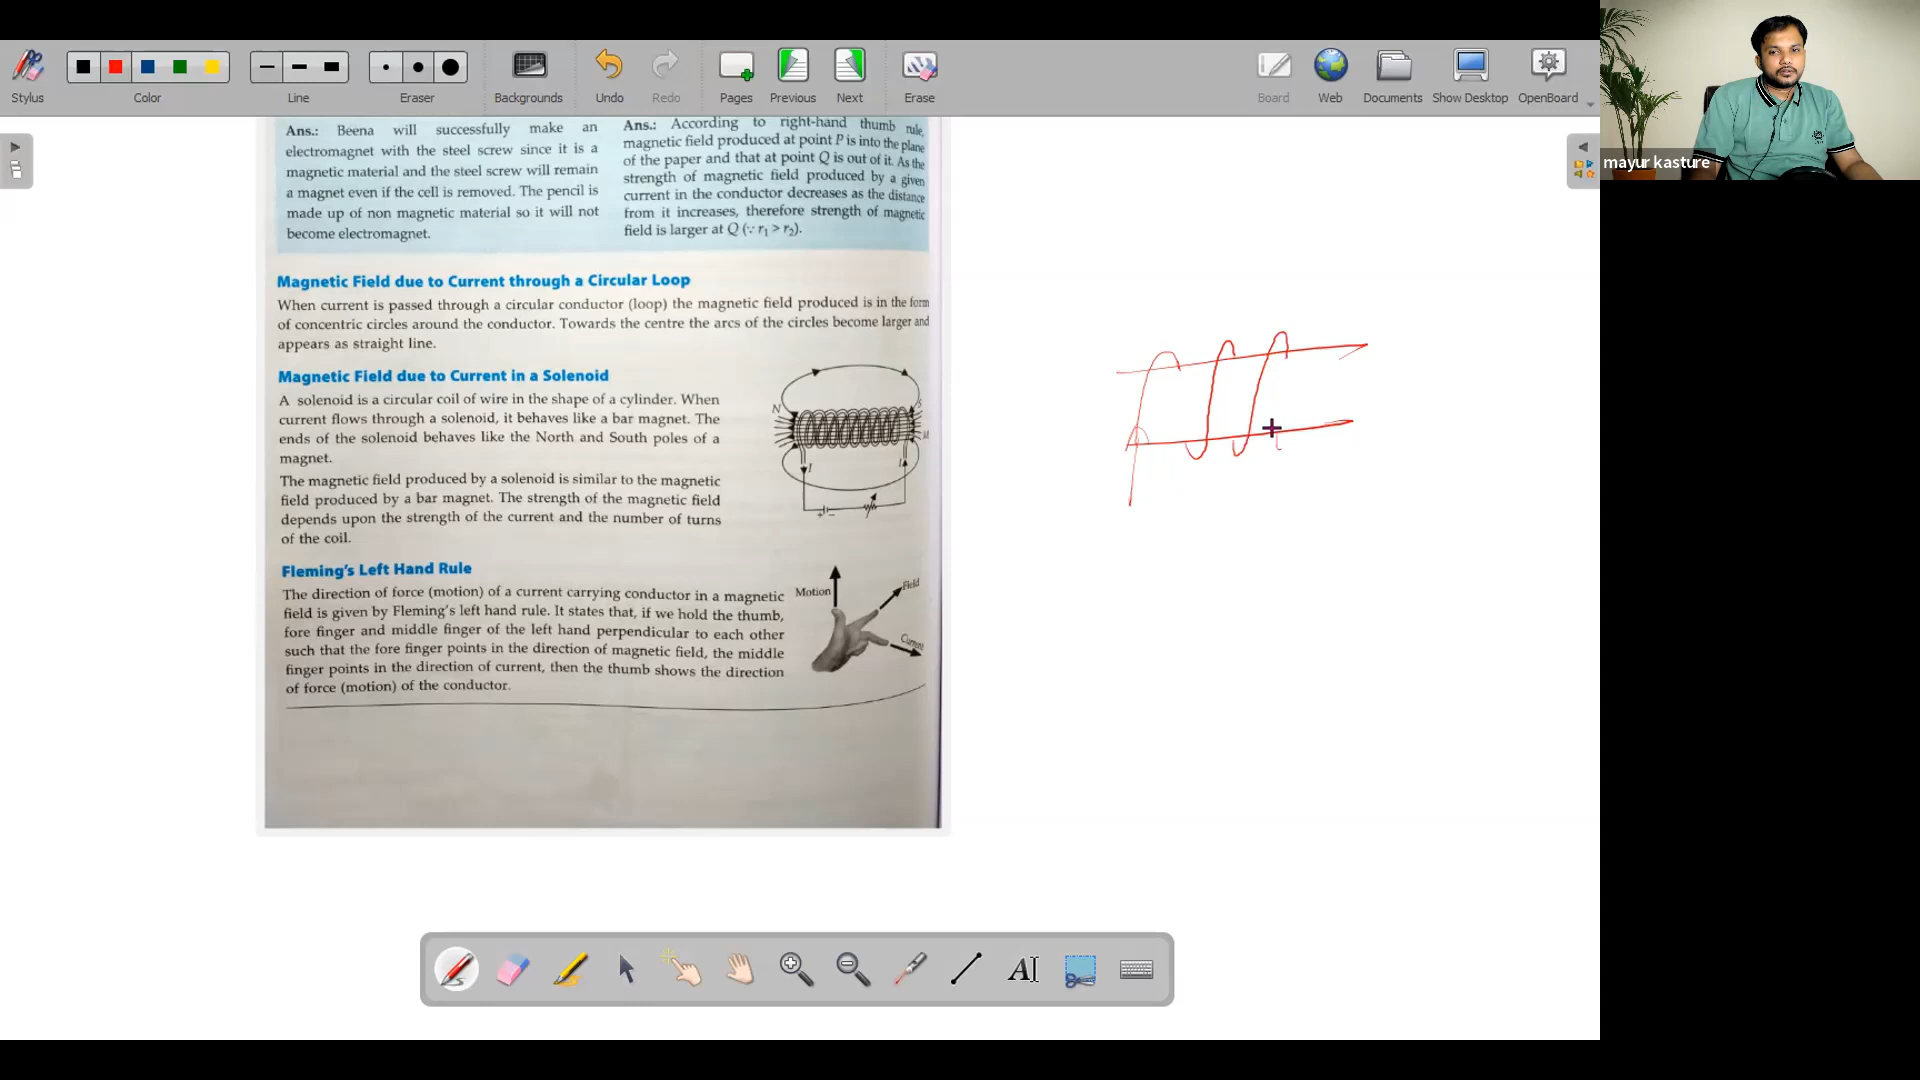 Stylus
Color
Line
Eraser
Backgrounds
Undo
Redo
Pages
Previous
Next
Erase
Board
Web
Documents
Show Desktop
OpenBoard
mayur kasture
Ans.: Beena will successfully make an
electromagnet with the steel screw since it is a
magnetic material and the steel screw will remain
a magnet even if the cell is removed. The pencil is
made up of non magnetic material so it will not
become electromagnet.
Ans.: According to right-hand thumb rule,
magnetic field produced at point P is into the plane
of the paper and that at point Q is out of it. As the
strength of magnetic field produced by a given
current in the conductor decreases as the distance
from it increases, therefore strength of magnetic
field is larger at Q (∵ r₁ > r₂).
Magnetic Field due to Current through a Circular Loop
When current is passed through a circular conductor (loop) the magnetic field produced is in the form
of concentric circles around the conductor. Towards the centre the arcs of the circles become larger and
appears as straight line.
Magnetic Field due to Current in a Solenoid
A solenoid is a circular coil of wire in the shape of a cylinder. When
current flows through a solenoid, it behaves like a bar magnet. The
ends of the solenoid behaves like the North and South poles of a
magnet.
The magnetic field produced by a solenoid is similar to the magnetic
field produced by a bar magnet. The strength of the magnetic field
depends upon the strength of the current and the number of turns
of the coil.
N
S
I
Fleming's Left Hand Rule
The direction of force (motion) of a current carrying conductor in a magnetic
field is given by Fleming's left hand rule. It states that, if we hold the thumb,
fore finger and middle finger of the left hand perpendicular to each other
such that the fore finger points in the direction of magnetic field, the middle
finger points in the direction of current, then the thumb shows the direction
of force (motion) of the conductor.
Motion
Field
Current